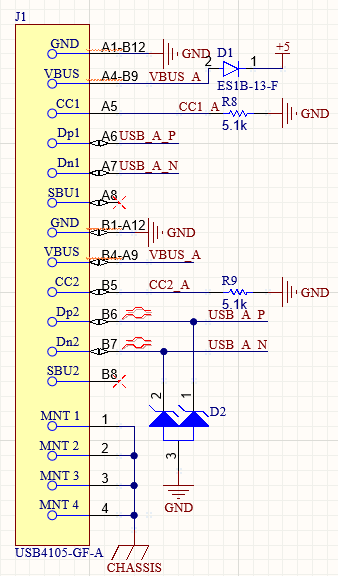 J1
GND A1-B12 GND D1 +5
VBUS A4-B9 VBUS_A 2 1
ES1B-13-F
CC1 A5 CC1_A R8 GND
5.1k
Dp1 A6 USB_A_P
Dn1 A7 USB_A_N
SBU1 A8
GND B1-A12 GND
VBUS B4-A9 VBUS_A
CC2 B5 CC2_A R9 GND
5.1k
Dp2 B6 USB_A_P
Dn2 B7 USB_A_N
SBU2 B8
2 1 D2
MNT 1 1
MNT 2 2 3
MNT 3 3
MNT 4 4 GND
USB4105-GF-A
CHASSIS